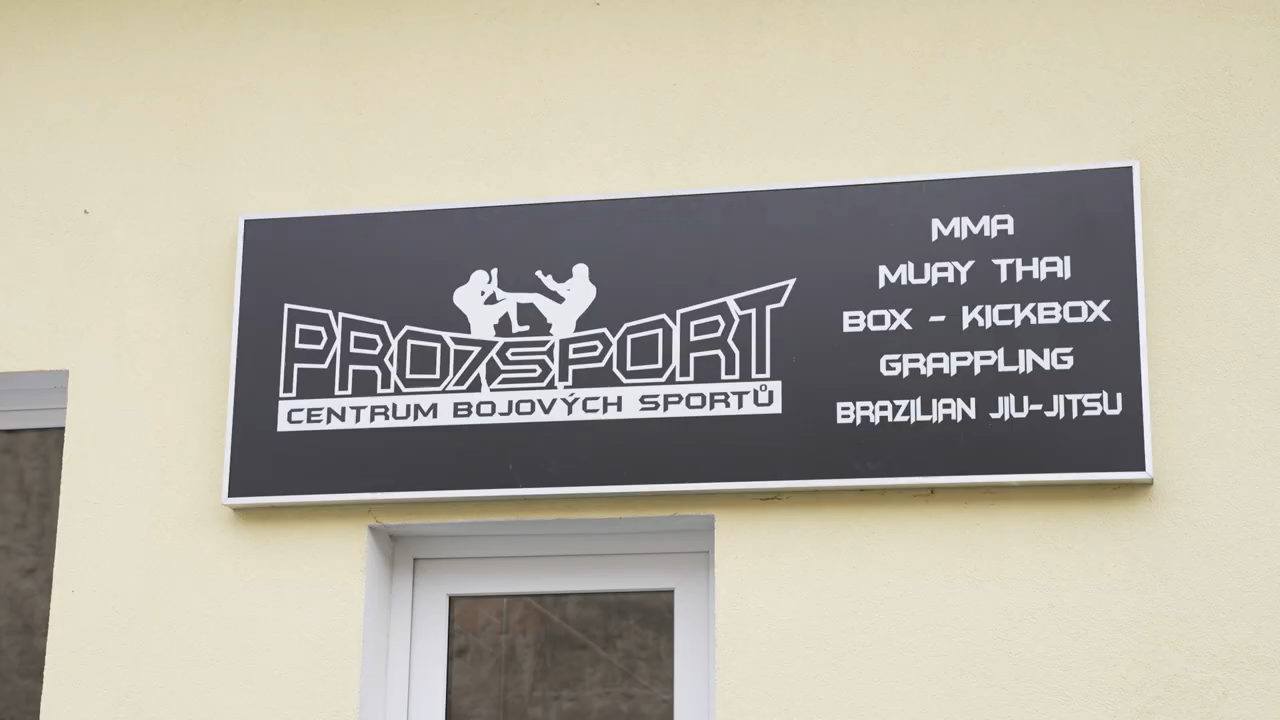 PRO7SPORT
CENTRUM BOJOVÝCH SPORTŮ
MMA
MUAY THAI
BOX - KICKBOX
GRAPPLING
BRAZILIAN JIU-JITSU